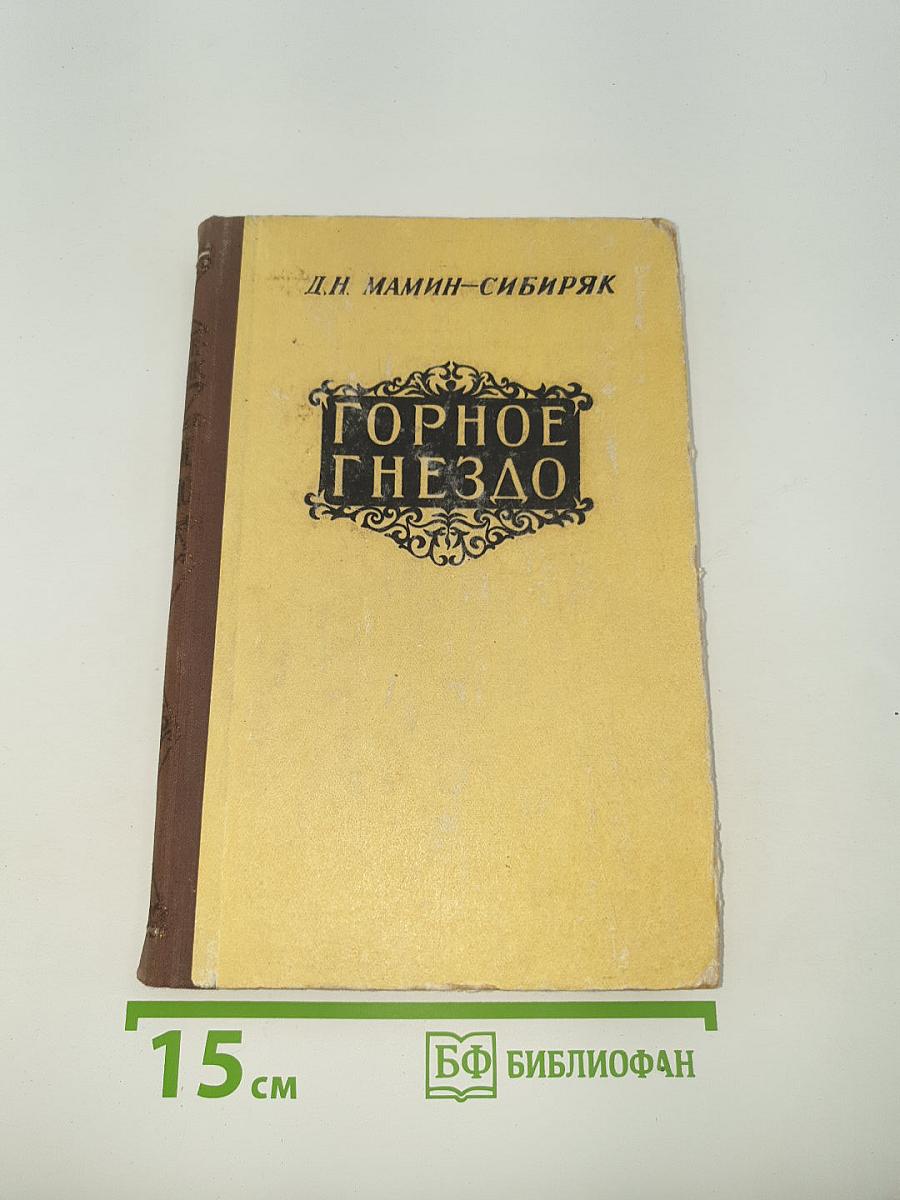 Д.Н. МАМИН-СИБИРЯК
ГОРНОЕ
ГНЕЗДО
15 см
БФ БИБЛИОФАН